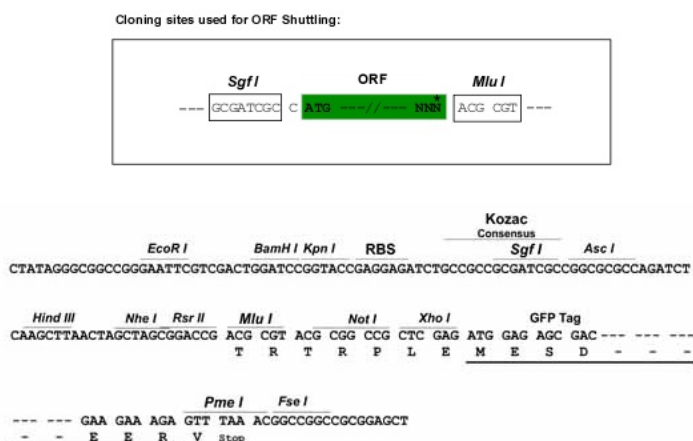 Cloning sites used for ORF Shuttling:
Sgf I ORF Mlu I
--- GCGATCGC C ATG ---//--- NNN* ACG CGT ---
Kozac
Consensus
EcoR I BamH I Kpn I RBS Sgf I Asc I
CTATAGGGCGGCCGGGAATTCGTCGACTGGATCCGGTACCGAGGAGATCTGCCGCCGCGATCGCCGGCGCGCCAGATCT
Hind III Nhe I Rsr II Mlu I Not I Xho I GFP Tag
CAAGCTTAACTAGCTAGCGGACCG ACG CGT ACG CGG CCG CTC GAG ATG GAG AGC GAC--- --- ---
T R T R P L E M E S D - - -
Pme I Fse I
--- --- GAA GAA AGA GTT TAA ACGGCCGGCCGCGGAGCT
- - E E R V Stop